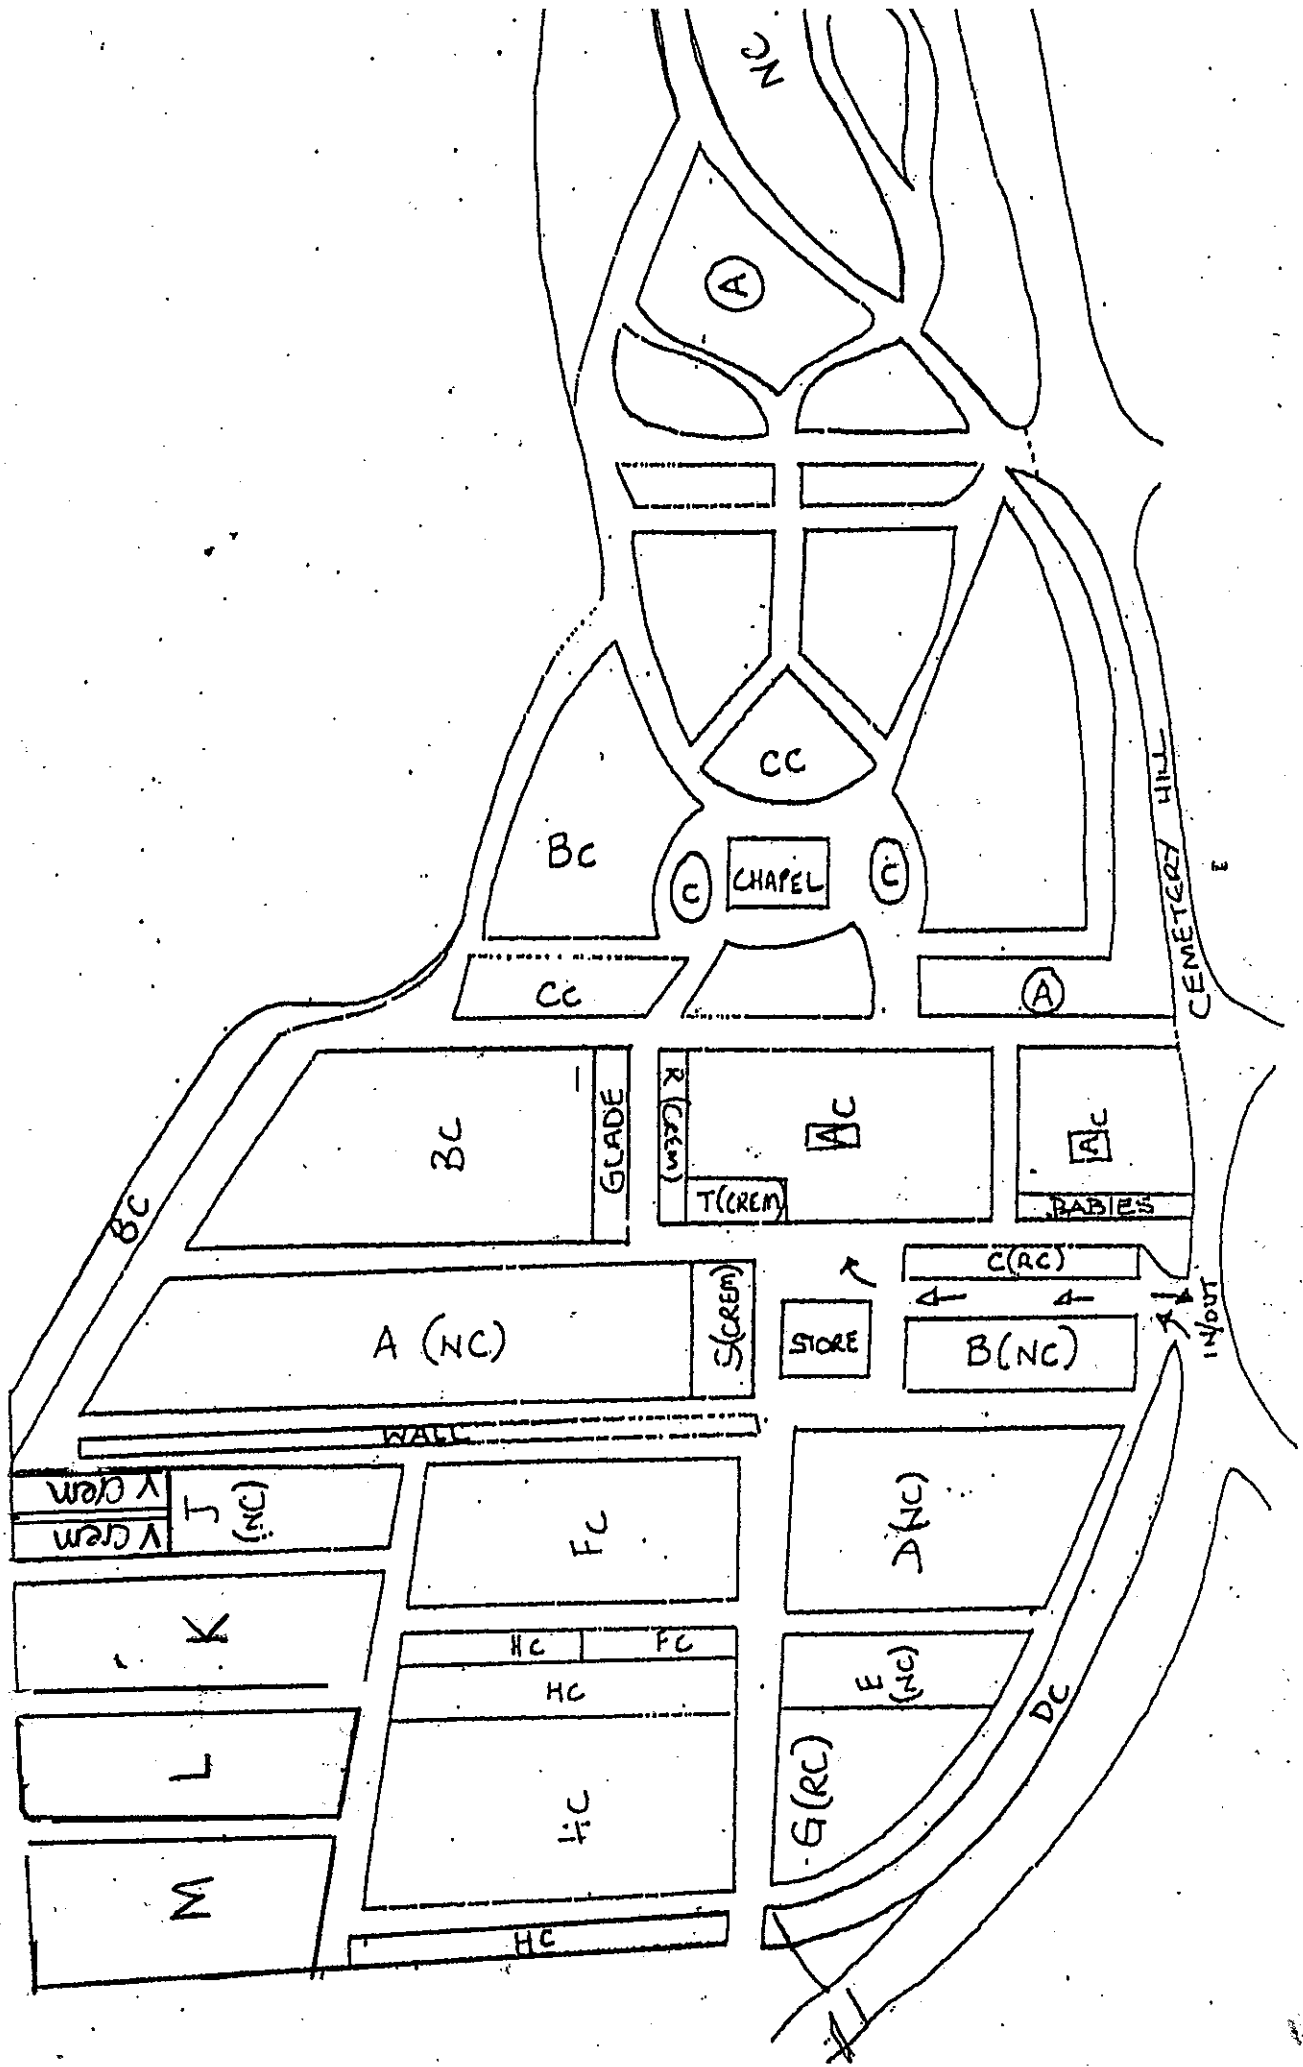 NC
A
CC
BC
C
CHAPEL
C
CEMETERY HILL
CC
A
BC
GLADE
R (CREM)
T(CREM)
AC
AC
BABIES
BC
C(RC)
A (NC)
S(CREM)
STORE
B(NC)
IN/OUT
WALL
V Crem
V Crem
J
(NC)
FC
D(NC)
K
HC
FC
HC
E
(NC)
DC
L
G(RC)
HC
M
HC